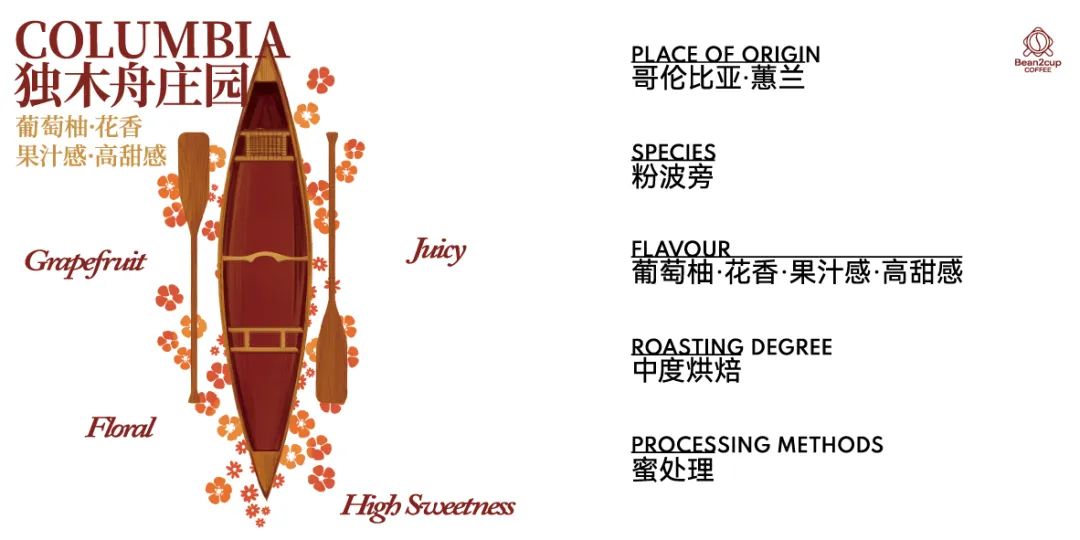 COLUMBIA
独木舟庄园
葡萄柚·花香
果汁感·高甜感
Grapefruit
Juicy
Floral
High Sweetness
PLACE OF ORIGIN
哥伦比亚·蕙兰
SPECIES
粉波旁
FLAVOUR
葡萄柚·花香·果汁感·高甜感
ROASTING DEGREE
中度烘焙
PROCESSING METHODS
蜜处理
Bean2cup
COFFEE